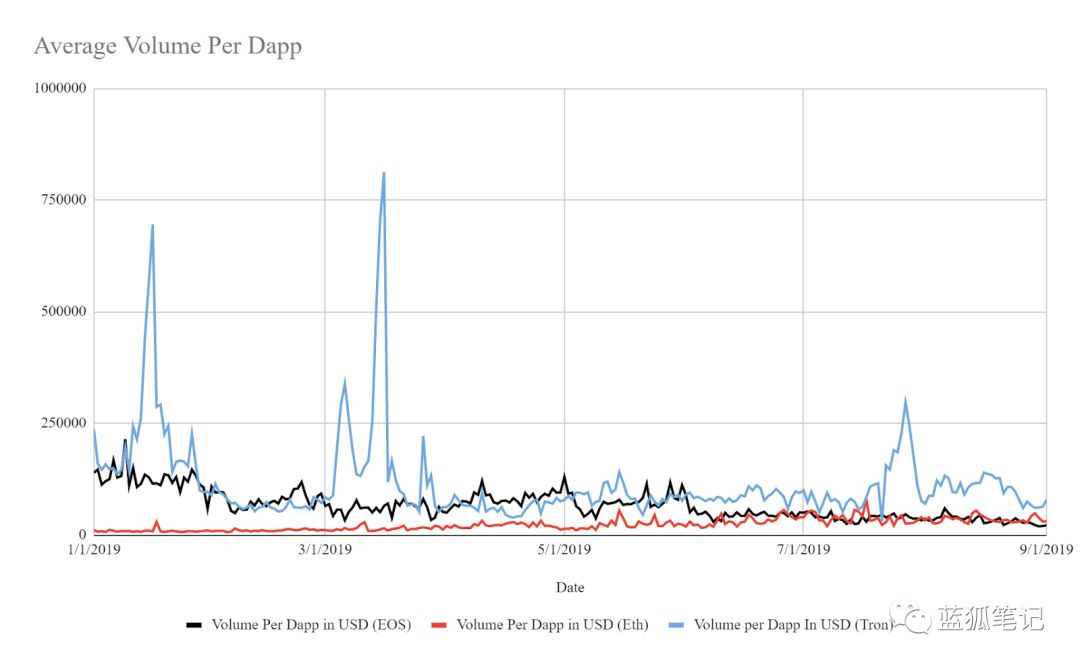 Average Volume Per Dapp
1000000
750000
500000
250000
0
1/1/2019 3/1/2019 5/1/2019 7/1/2019 9/1/2019
Date
Volume Per Dapp in USD (EOS) Volume Per Dapp in USD (Eth) Volume per Dapp In USD (Tron)
蓝狐笔记